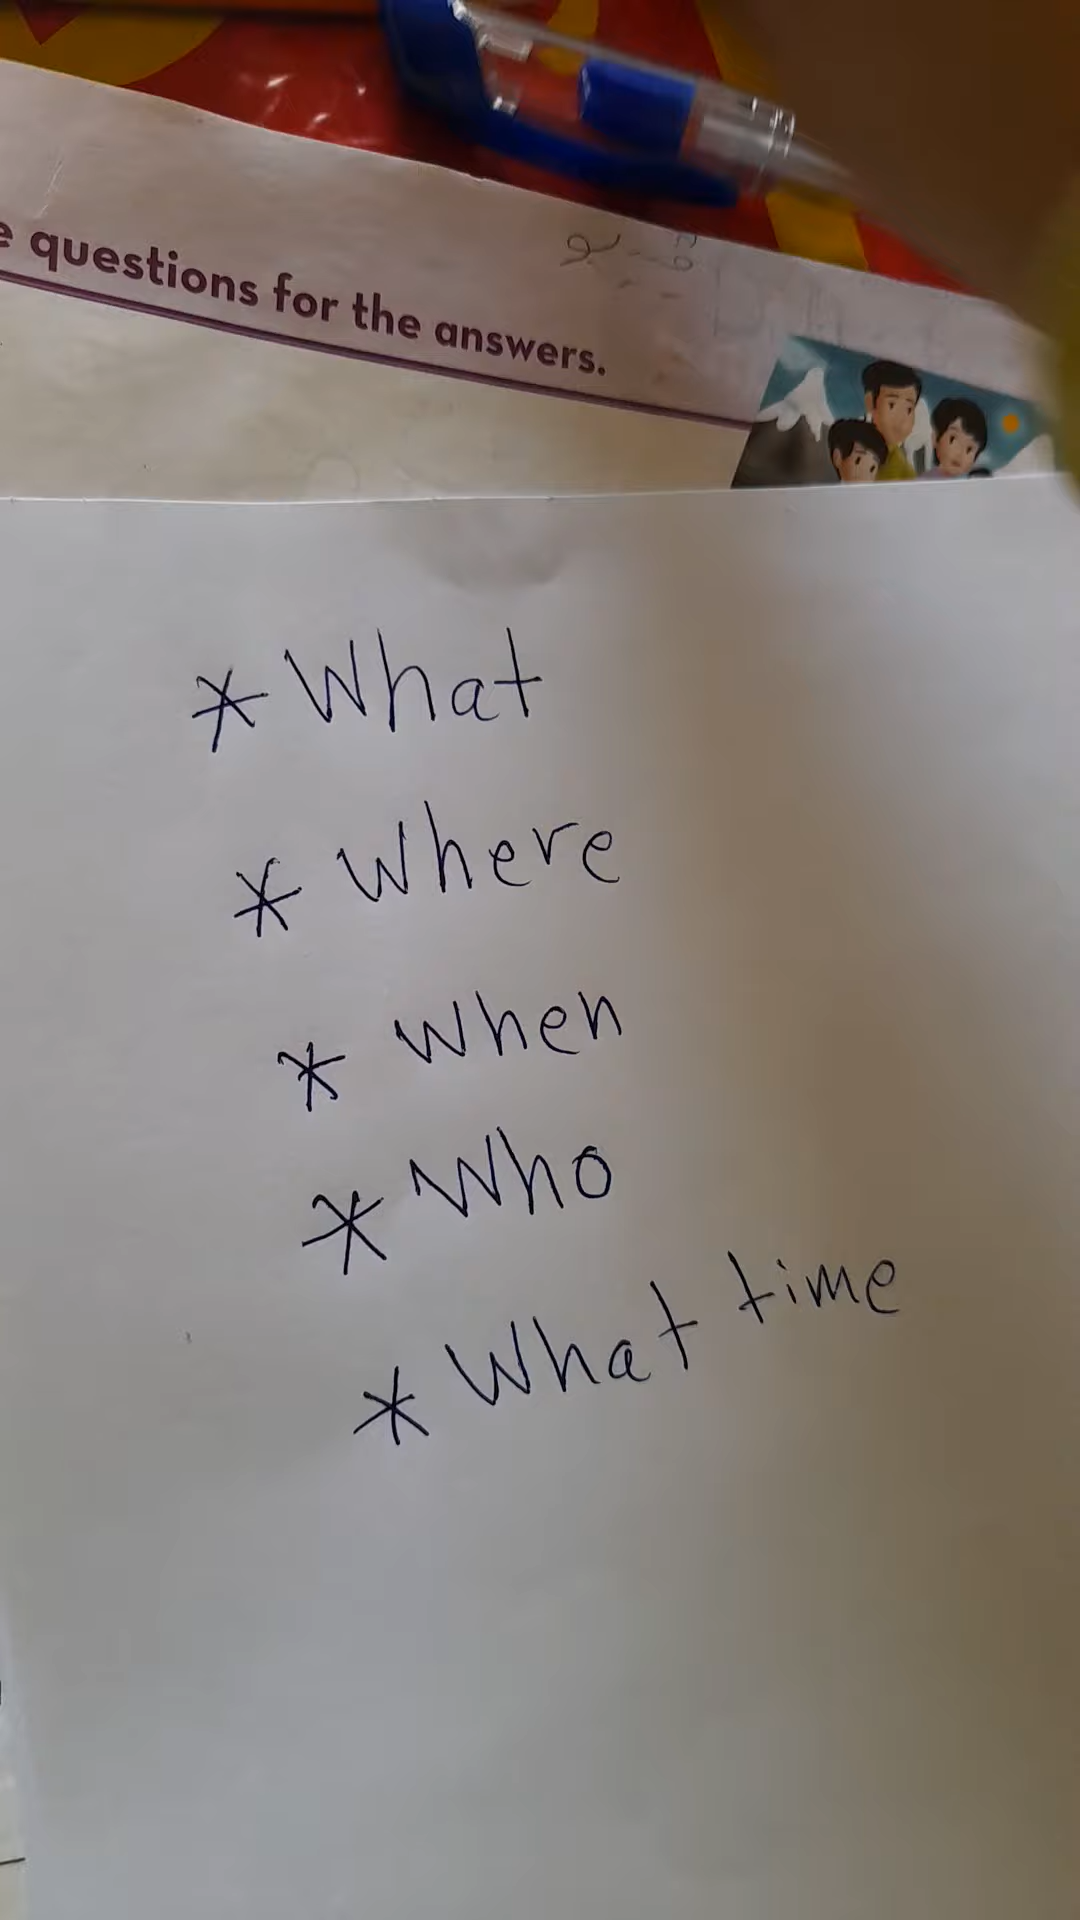 questions for the answers.
* What
* Where
* When
* Who
* What time